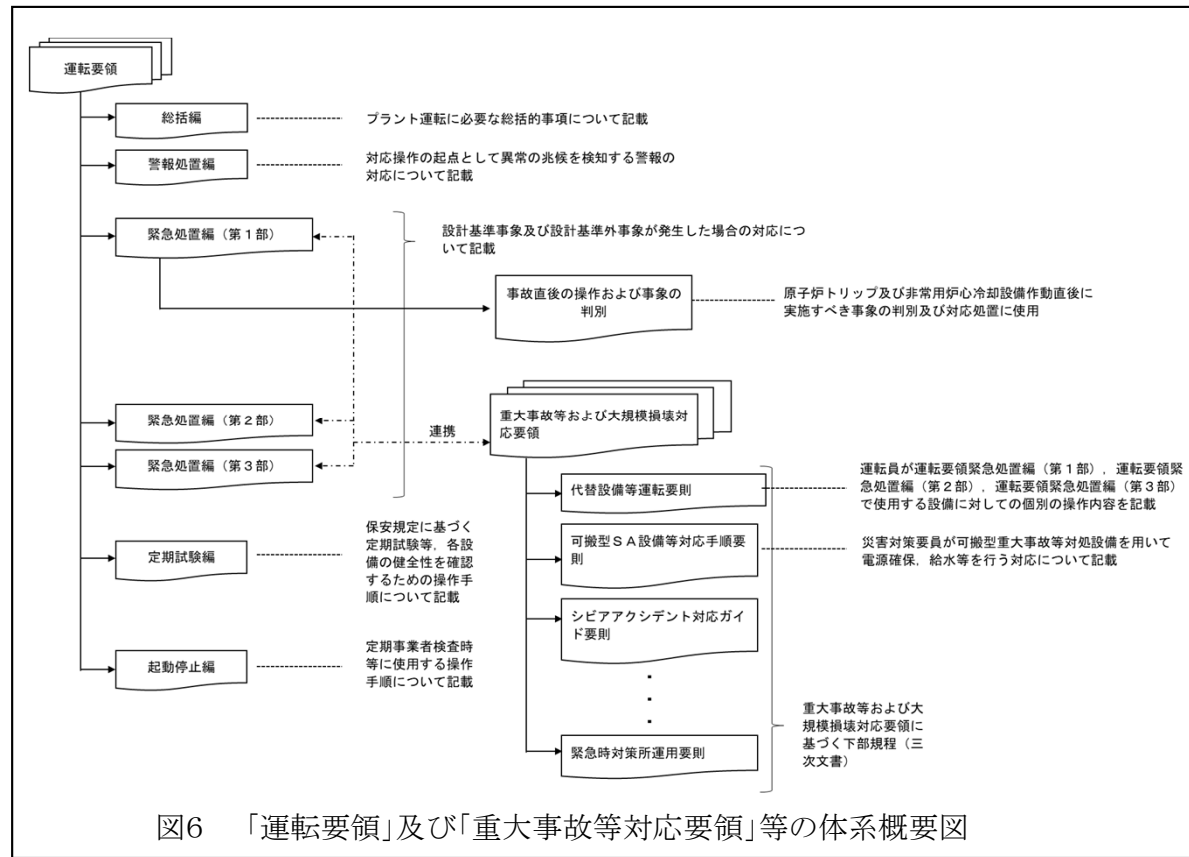 運転要領
総括編
プラント運転に必要な総括的事項について記載
警報処置編
対応操作の起点として異常の兆候を検知する警報の
対応について記載
緊急処置編（第１部）
設計基準事象及び設計基準外事象が発生した場合の対応につ
いて記載
事故直後の操作および事象の
判別
原子炉トリップ及び非常用炉心冷却設備作動直後に
実施すべき事象の判別及び対応処置に使用
緊急処置編（第２部）
緊急処置編（第３部）
連携
重大事故等および大規模損壊対
応要領
代替設備等運転要則
運転員が運転要領緊急処置編（第１部），運転要領緊
急処置編（第２部），運転要領緊急処置編（第３部）
で使用する設備に対しての個別の操作内容を記載
可搬型ＳＡ設備等対応手順要
則
災害対策要員が可搬型重大事故等対処設備を用いて
電源確保，給水等を行う対応について記載
シビアアクシデント対応ガイ
ド要則
・
・
・
緊急時対策所運用要則
重大事故等および大
規模損壊対応要領に
基づく下部規程（三
次文書）
定期試験編
保安規定に基づく
定期試験等，各設
備の健全性を確認
するための操作手
順について記載
起動停止編
定期事業者検査時
等に使用する操作
手順について記載
図6　「運転要領」及び「重大事故等対応要領」等の体系概要図